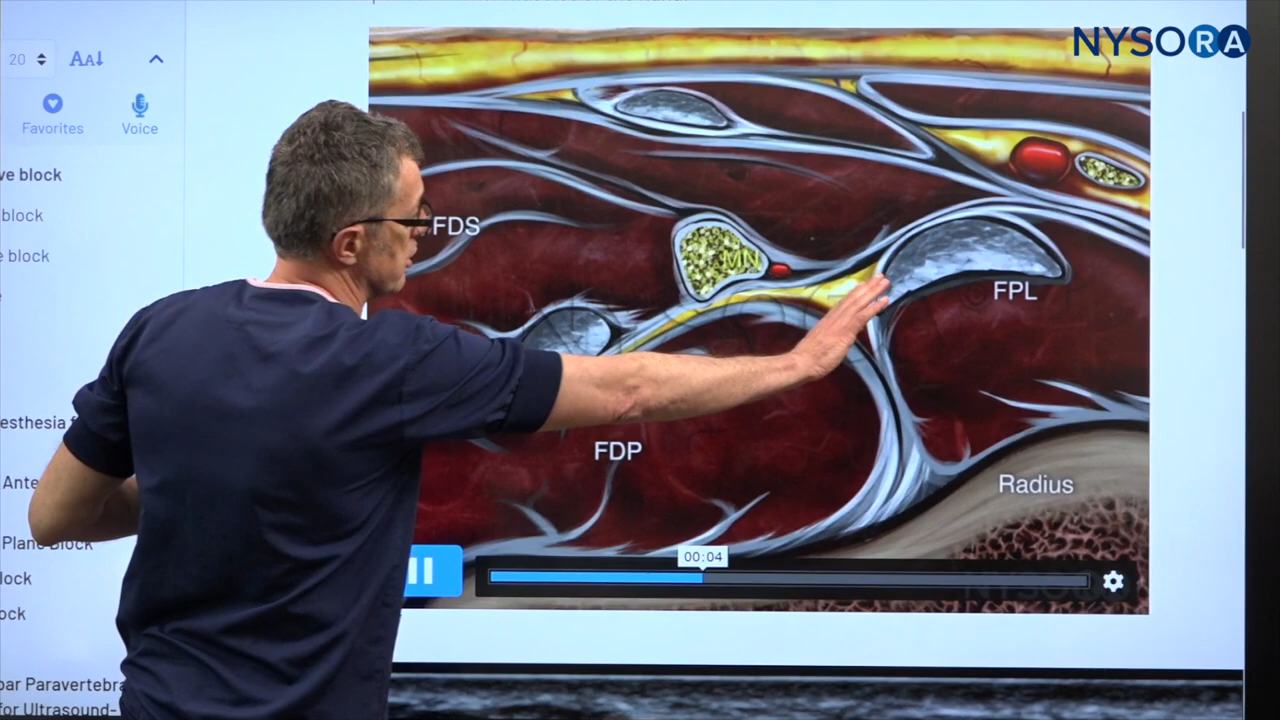 NYSORA
20
AA↓
Favorites
Voice
ve block
block
e block
FDS
MN
FPL
FDP
Radius
esthesia f
Ante
Plane Block
lock
ock
00:04
bar Paravertebra
for Ultrasound-